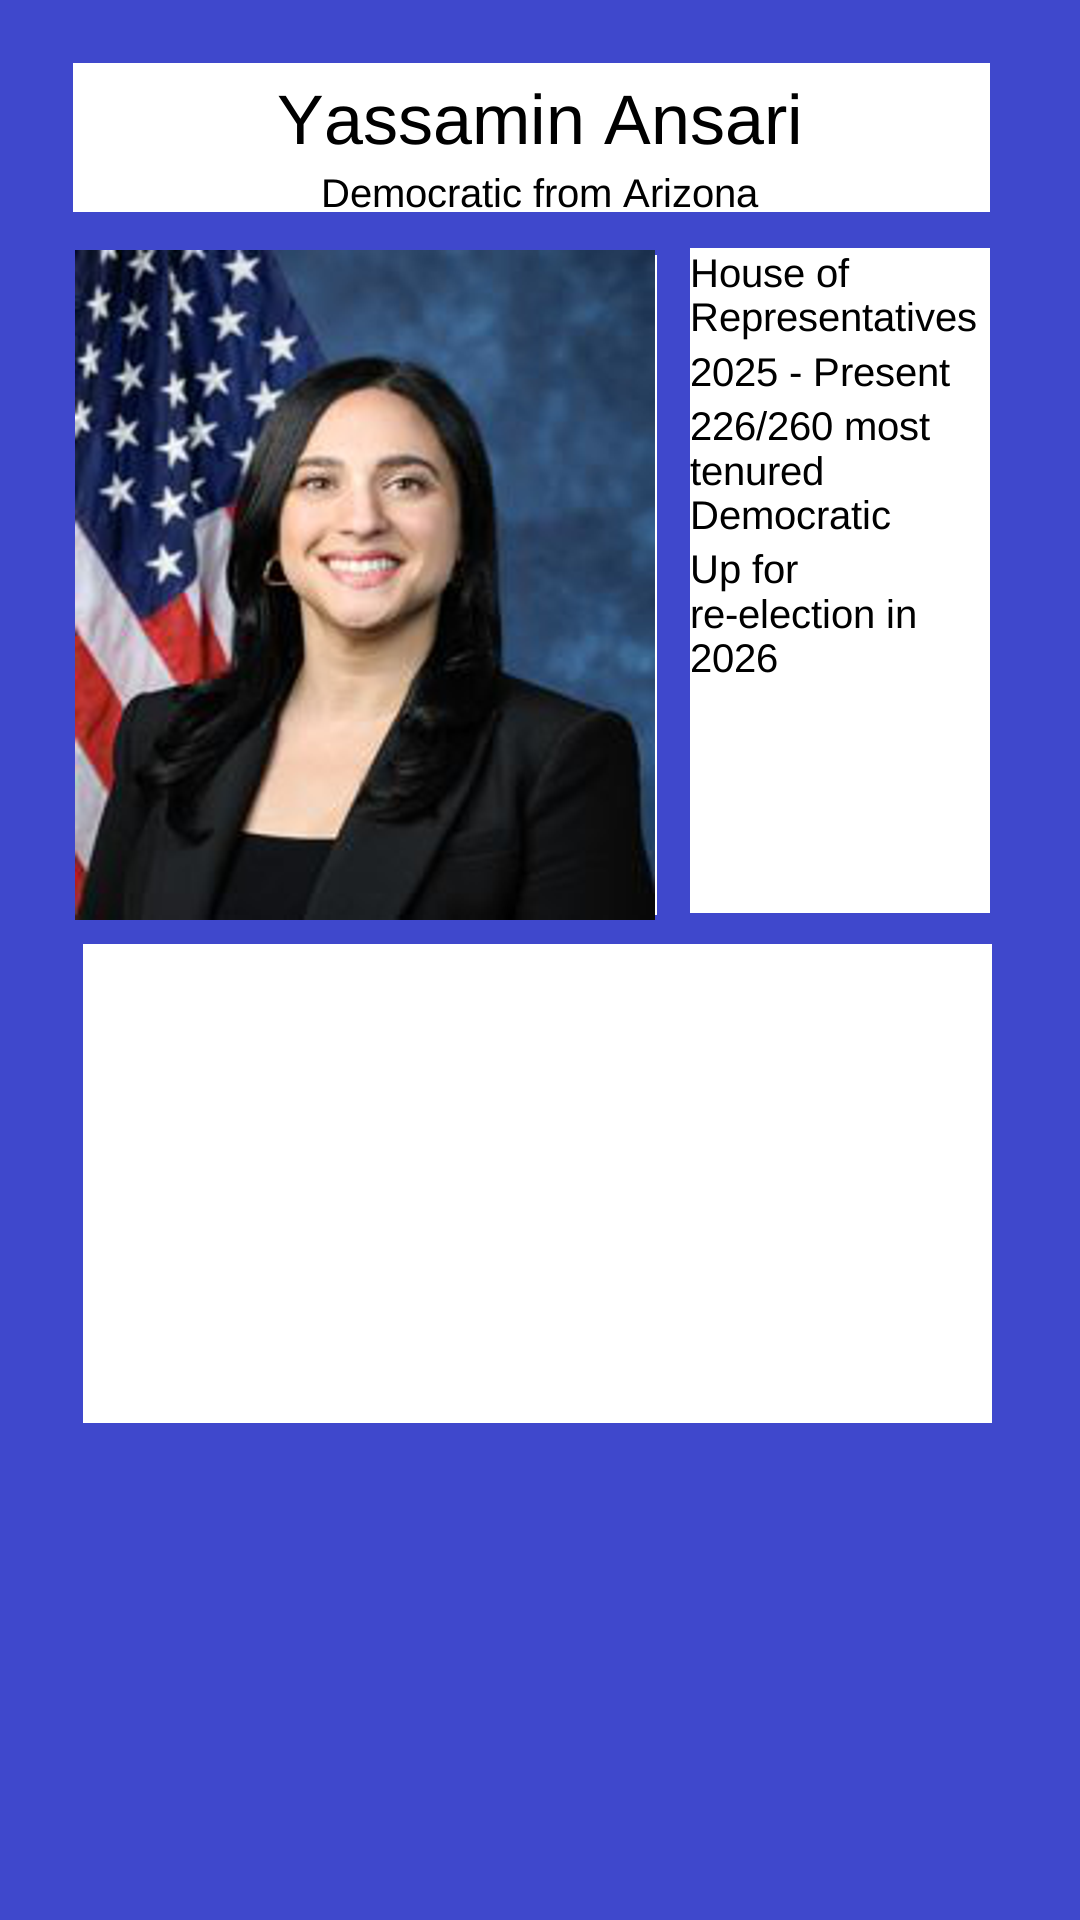 Yassamin Ansari
Democratic from Arizona
House of
Representatives
2025 - Present
226/260 most
tenured
Democratic
Up for
re-election in
2026